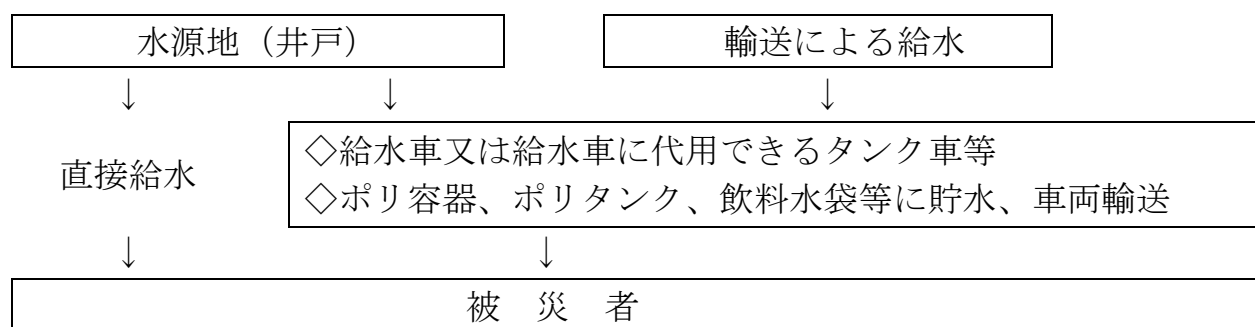 水源地（井戸） 輸送による給水
↓ ↓ ↓
◇給水車又は給水車に代用できるタンク車等
直接給水
◇ポリ容器、ポリタンク、飲料水袋等に貯水、車両輸送
↓ ↓
被 災 者